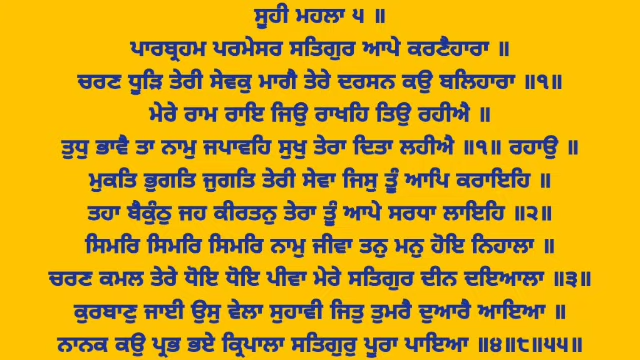 ਸੂਹੀ ਮਹਲਾ ੫ ॥
ਪਾਰਬ੍ਰਹਮ ਪਰਮੇਸਰ ਸਤਿਗੁਰ ਆਪੇ ਕਰਣੈਹਾਰਾ ॥
ਚਰਣ ਧੂੜਿ ਤੇਰੀ ਸੇਵਕੁ ਮਾਗੈ ਤੇਰੇ ਦਰਸਨ ਕਉ ਬਲਿਹਾਰਾ ॥੧॥
ਮੇਰੇ ਰਾਮ ਰਾਇ ਜਿਉ ਰਾਖਹਿ ਤਿਉ ਰਹੀਐ ॥
ਤੁਧੁ ਭਾਵੈ ਤਾ ਨਾਮੁ ਜਪਾਵਹਿ ਸੁਖੁ ਤੇਰਾ ਦਿਤਾ ਲਹੀਐ ॥੧॥ ਰਹਾਉ ॥
ਮੁਕਤਿ ਭੁਗਤਿ ਜੁਗਤਿ ਤੇਰੀ ਸੇਵਾ ਜਿਸੁ ਤੂੰ ਆਪਿ ਕਰਾਇਹਿ ॥
ਤਹਾ ਬੈਕੁੰਠੁ ਜਹ ਕੀਰਤਨੁ ਤੇਰਾ ਤੂੰ ਆਪੇ ਸਰਧਾ ਲਾਇਹਿ ॥੨॥
ਸਿਮਰਿ ਸਿਮਰਿ ਸਿਮਰਿ ਨਾਮੁ ਜੀਵਾ ਤਨੁ ਮਨੁ ਹੋਇ ਨਿਹਾਲਾ ॥
ਚਰਣ ਕਮਲ ਤੇਰੇ ਧੋਇ ਧੋਇ ਪੀਵਾ ਮੇਰੇ ਸਤਿਗੁਰ ਦੀਨ ਦਇਆਲਾ ॥੩॥
ਕੁਰਬਾਣੁ ਜਾਈ ਉਸੁ ਵੇਲਾ ਸੁਹਾਵੀ ਜਿਤੁ ਤੁਮਰੈ ਦੁਆਰੈ ਆਇਆ ॥
ਨਾਨਕ ਕਉ ਪ੍ਰਭ ਭਏ ਕ੍ਰਿਪਾਲਾ ਸਤਿਗੁਰੁ ਪੂਰਾ ਪਾਇਆ ॥੪॥੮॥੫੫॥